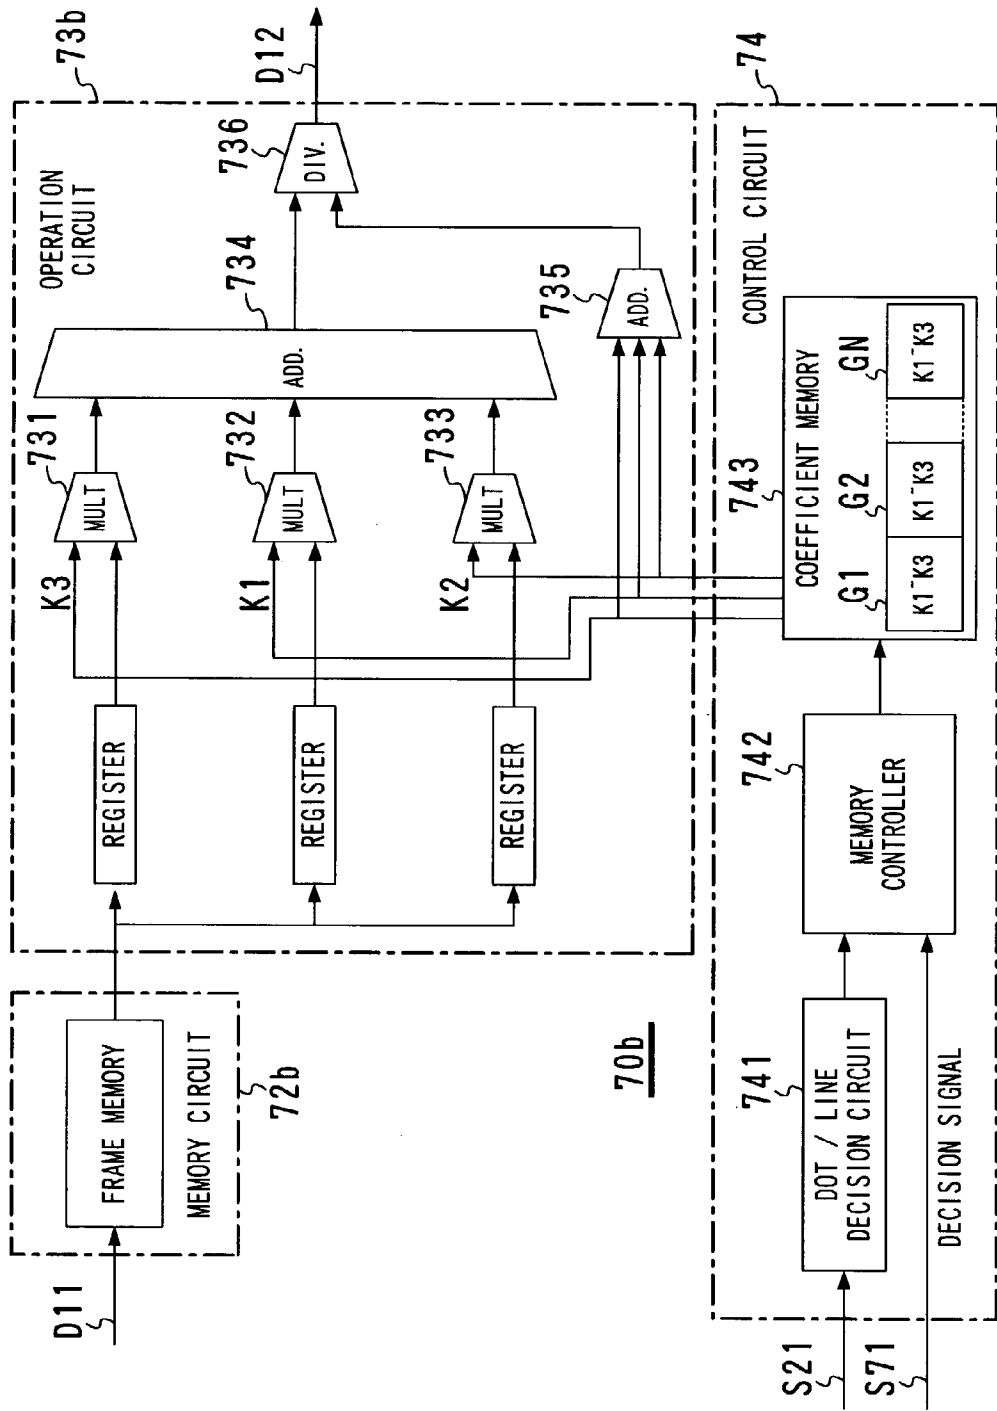 D11
FRAME MEMORY
MEMORY CIRCUIT
72b
OPERATION
CIRCUIT
73b
REGISTER
REGISTER
REGISTER
K3
K1
K2
MULT
731
MULT
732
MULT
733
ADD.
734
ADD.
735
DIV.
736
D12
70b
S21
S71
DOT / LINE
DECISION CIRCUIT
741
DECISION SIGNAL
MEMORY
CONTROLLER
742
COEFFICIENT MEMORY
743
G1
G2
GN
K1~K3
K1~K3
K1~K3
CONTROL CIRCUIT
74